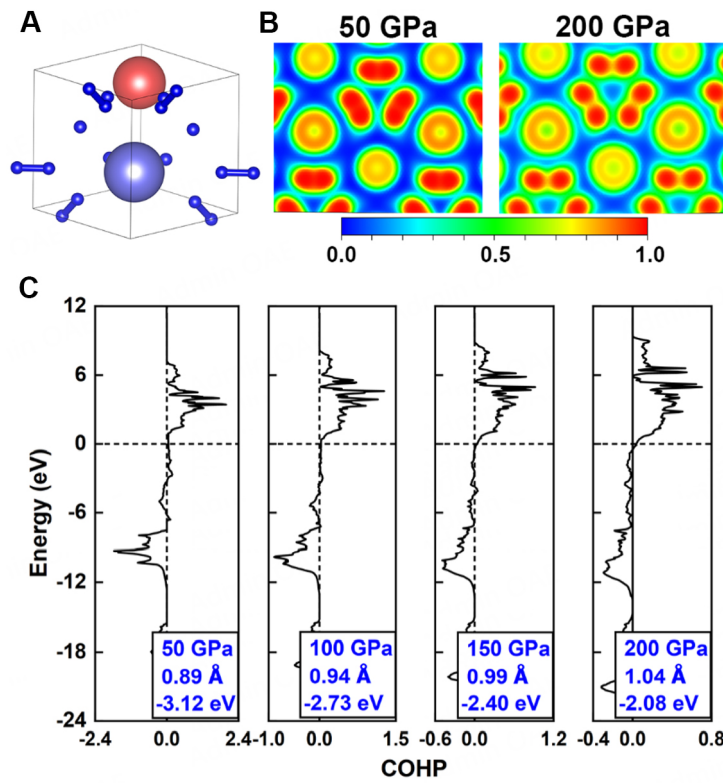 A
B
50 GPa
200 GPa
0.0
0.5
1.0
C
12
6
0
-6
-12
-18
-24
Energy (eV)
50 GPa
0.89 Å
-3.12 eV
100 GPa
0.94 Å
-2.73 eV
150 GPa
0.99 Å
-2.40 eV
200 GPa
1.04 Å
-2.08 eV
-2.4
0.0
2.4
-1.0
0.0
1.5
-0.6
0.0
1.2
-0.4
0.0
0.8
COHP